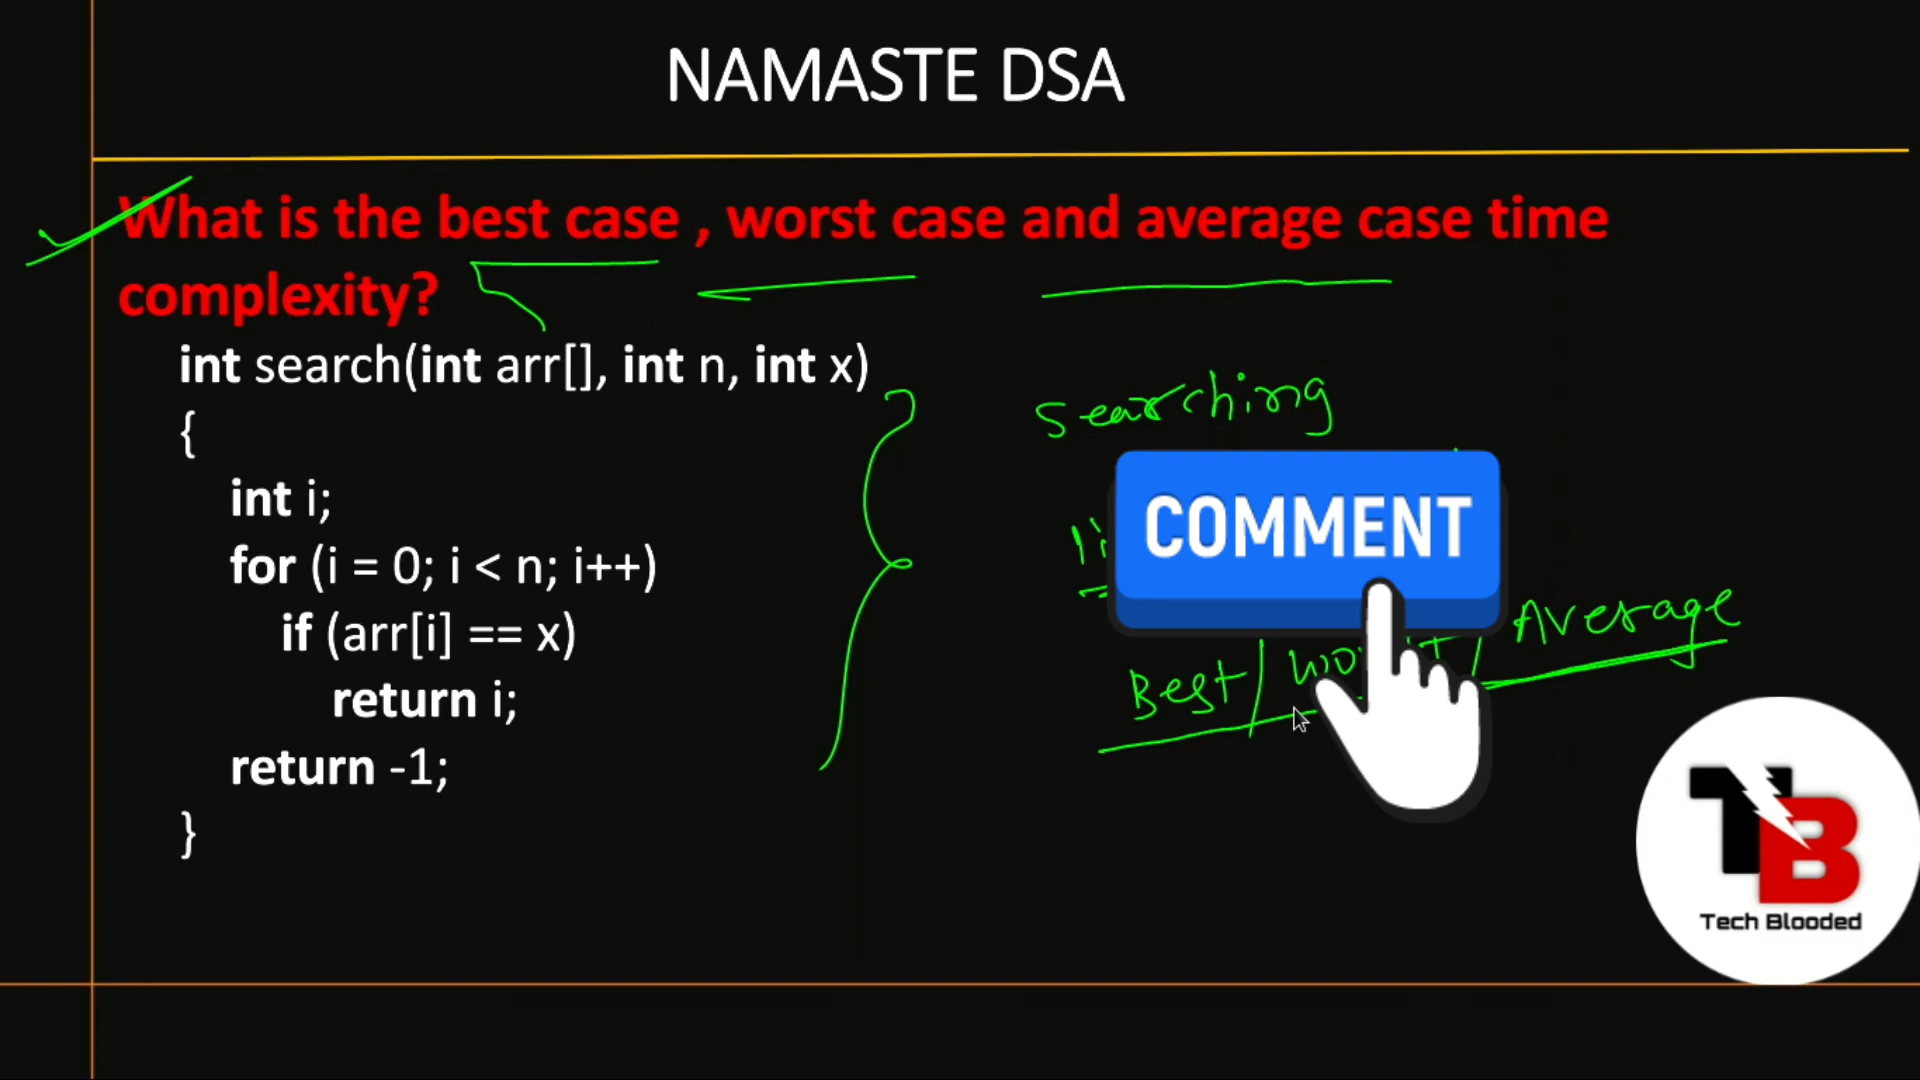 NAMASTE DSA
What is the best case , worst case and average case time
complexity?
int search(int arr[], int n, int x)
{
int i;
for (i = 0; i < n; i++)
if (arr[i] == x)
return i;
return -1;
}
searching
COMMENT
Best/ /Average
TB
Tech Blooded